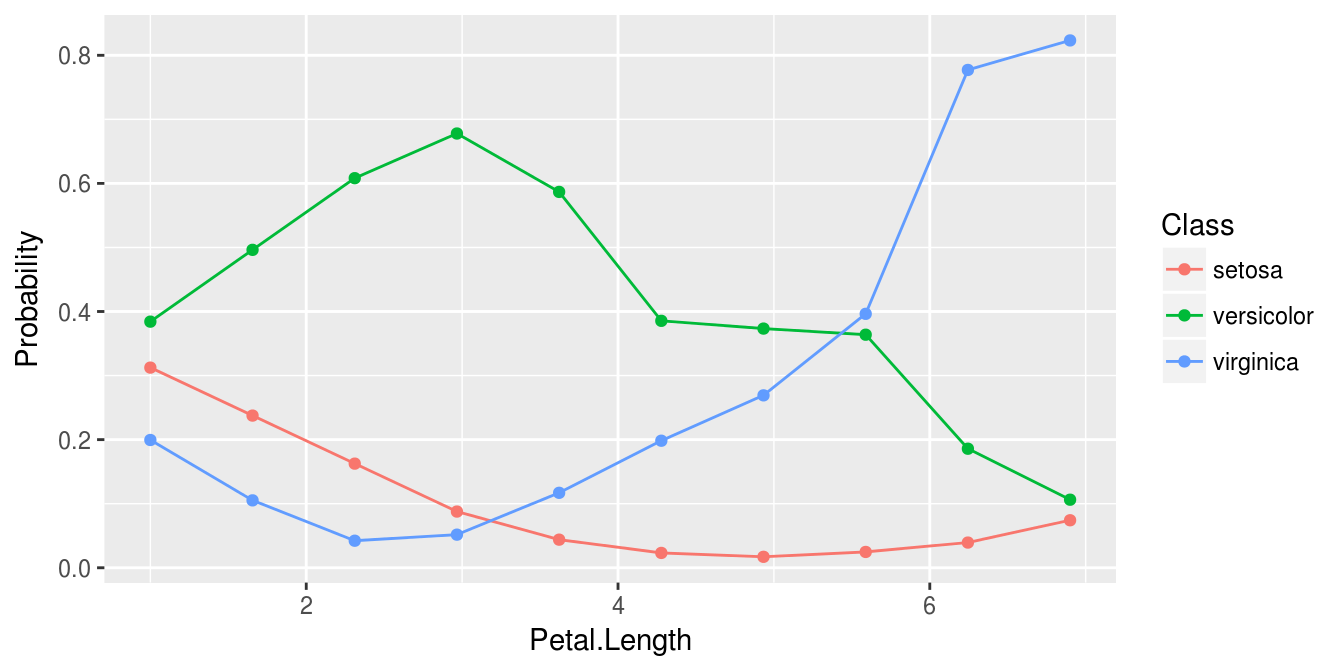 0.8
0.6
0.4
0.2
0.0
Probability
2 4 6
Petal.Length
Class
setosa
versicolor
virginica